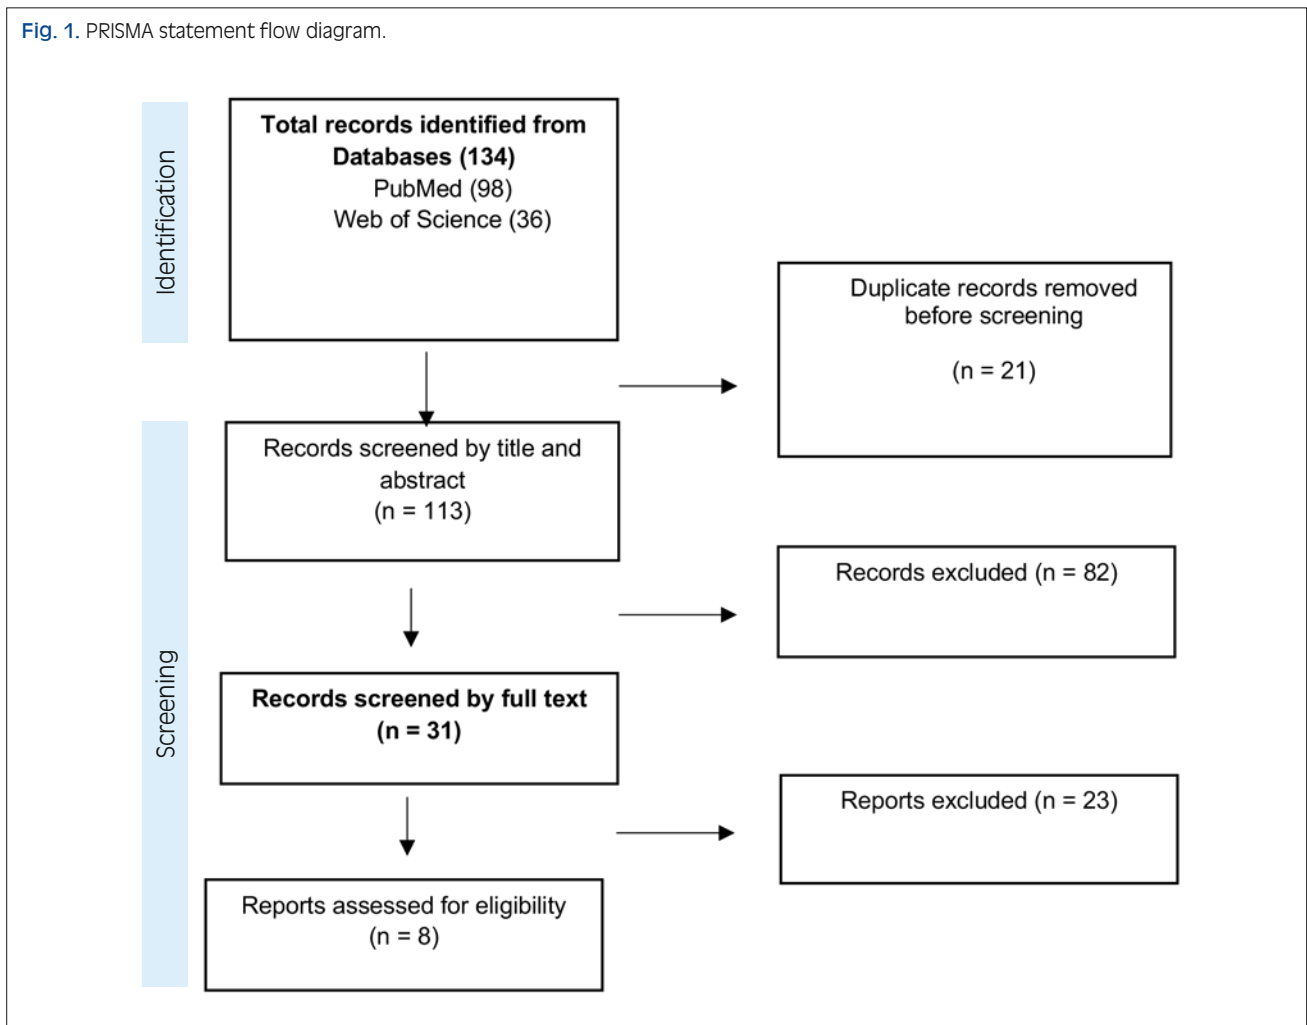 Fig. 1. PRISMA statement flow diagram.
Identification
Total records identified from
Databases (134)
PubMed (98)
Web of Science (36)
Duplicate records removed
before screening
(n = 21)
Screening
Records screened by title and
abstract
(n = 113)
Records excluded (n = 82)
Records screened by full text
(n = 31)
Reports excluded (n = 23)
Reports assessed for eligibility
(n = 8)